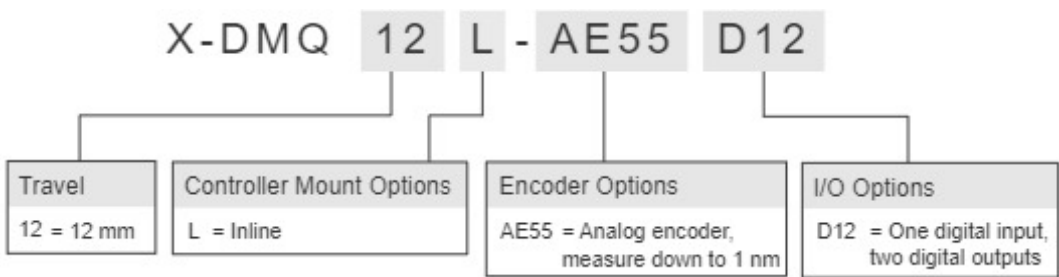 X-DMQ 12 L - AE55 D12
Travel
12 = 12 mm
Controller Mount Options
L = Inline
Encoder Options
AE55 = Analog encoder,
measure down to 1 nm
I/O Options
D12 = One digital input,
two digital outputs